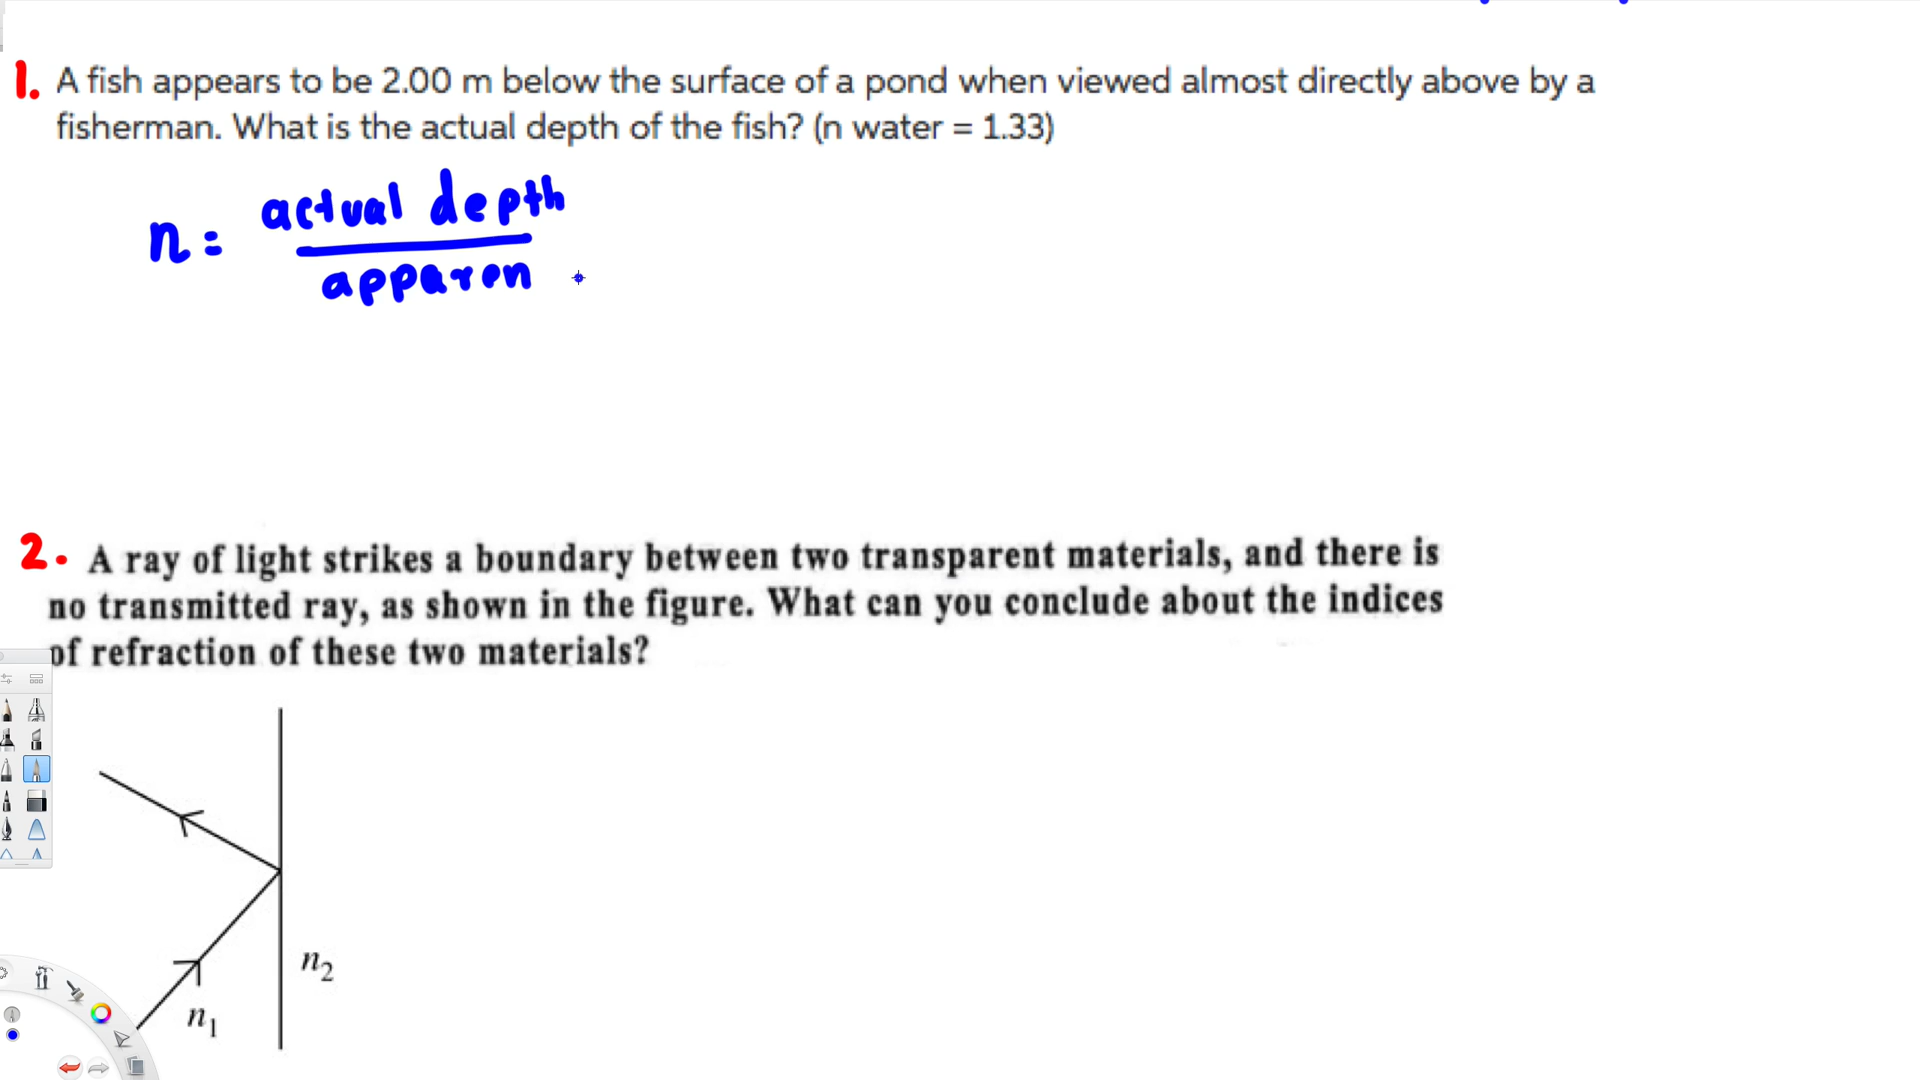 1. A fish appears to be 2.00 m below the surface of a pond when viewed almost directly above by a
fisherman. What is the actual depth of the fish? (n water = 1.33)
n = actual depth
apparen
2. A ray of light strikes a boundary between two transparent materials, and there is
no transmitted ray, as shown in the figure. What can you conclude about the indices
of refraction of these two materials?
n₂
n₁